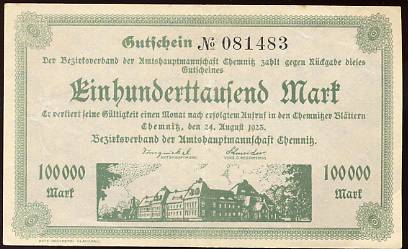 Gutschein № 081483
Der Bezirksverband der Amtshauptmannschaft Chemnitz zahlt gegen Rückgabe dieses
Gutscheines
Einhunderttausend Mark
Er verliert seine Gültigkeit einen Monat nach erfolgtem Aufruf in den Chemnitzer Blättern
Chemnitz, den 24. August 1923.
Bezirksverband der Amtshauptmannschaft Chemnitz.
100000 100000
Mark Mark